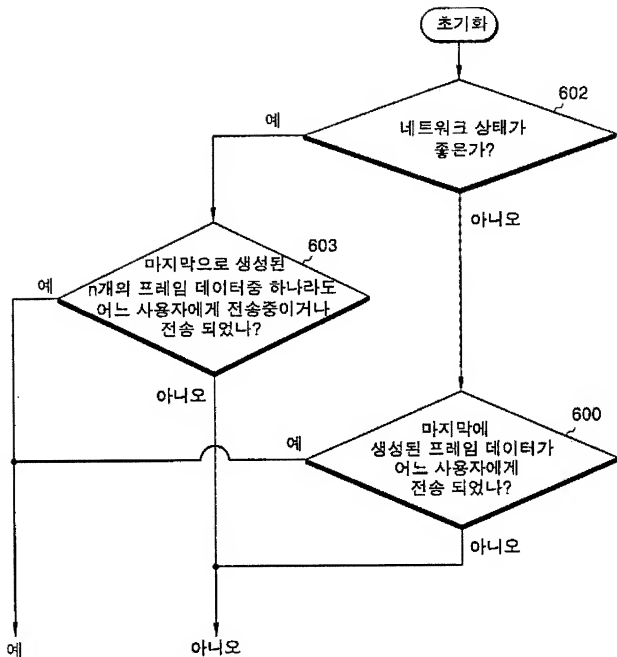 초기화
602
네트워크 상태가
좋은가?
예
아니오
603
마지막으로 생성된
n개의 프레임 데이터중 하나라도
어느 사용자에게 전송중이거나
전송 되었나?
예
아니오
600
마지막에
생성된 프레임 데이터가
어느 사용자에게
전송 되었나?
예
아니오
예
아니오